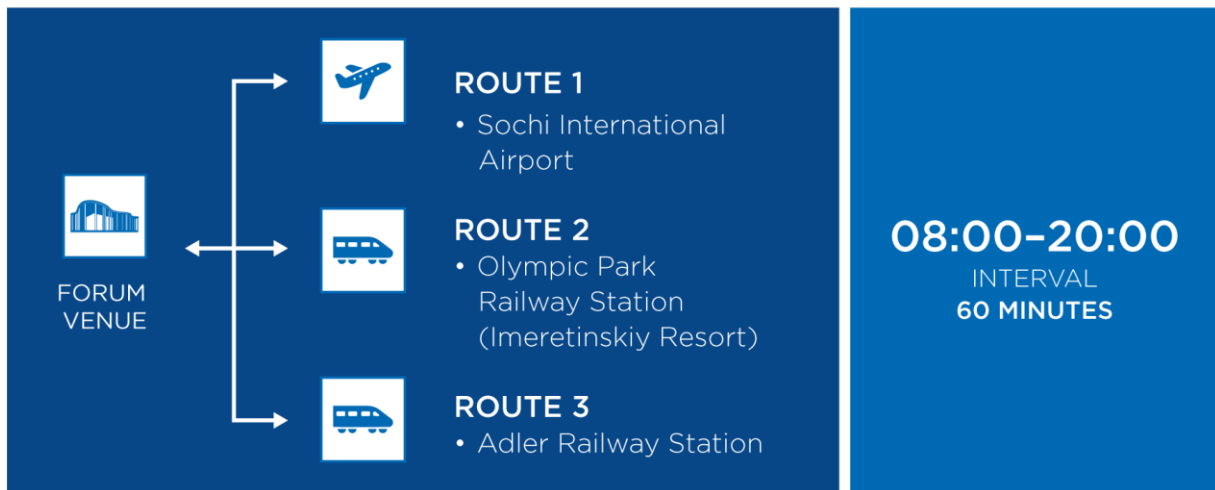 FORUM
VENUE
ROUTE 1
• Sochi International
Airport
ROUTE 2
• Olympic Park
Railway Station
(Imeretinskiy Resort)
ROUTE 3
• Adler Railway Station
08:00–20:00
INTERVAL
60 MINUTES